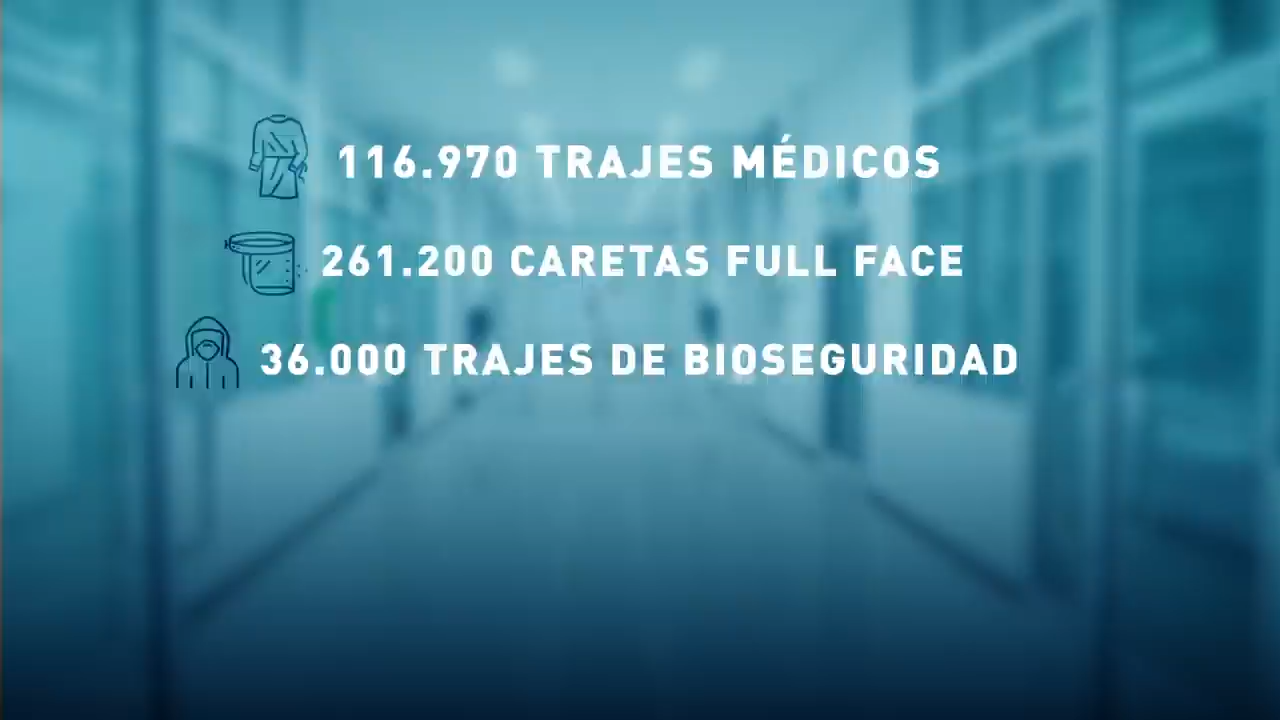 116.970 TRAJES MÉDICOS
261.200 CARETAS FULL FACE
36.000 TRAJES DE BIOSEGURIDAD